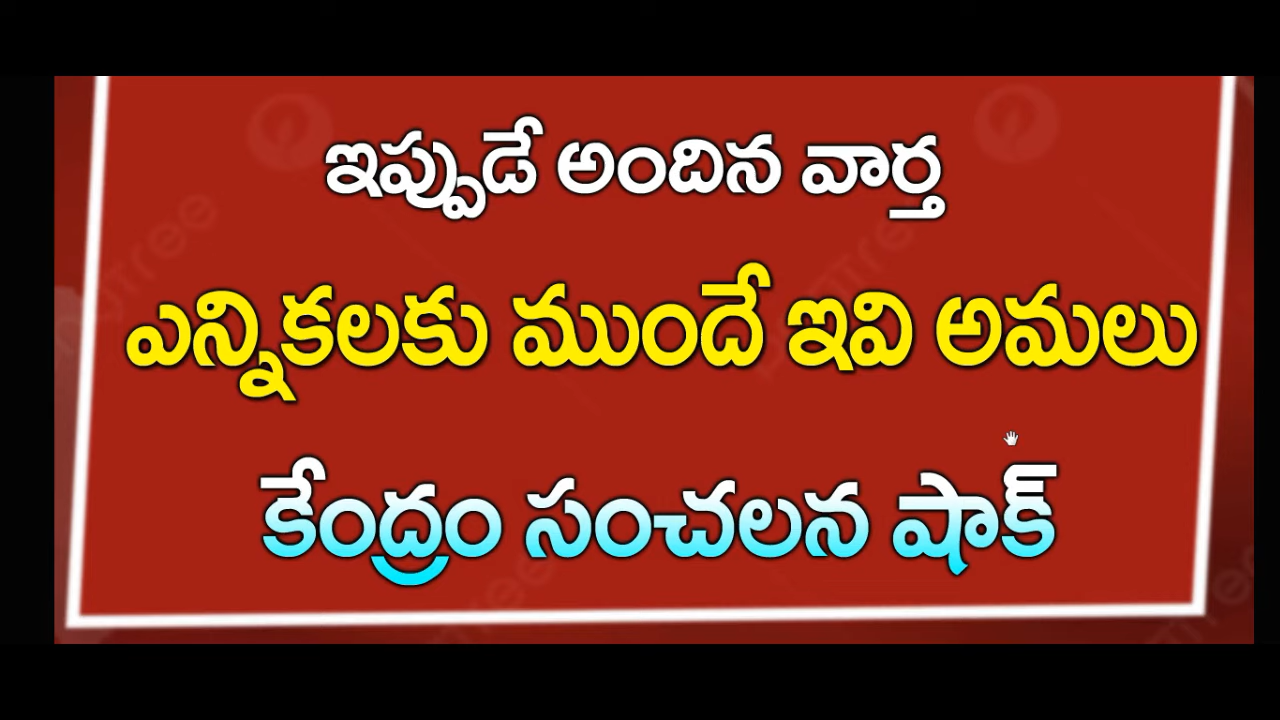 ఇప్పుడే అందిన వార్త
ఎన్నికలకు ముందే ఇవి అమలు
కేంద్రం సంచలన షాక్